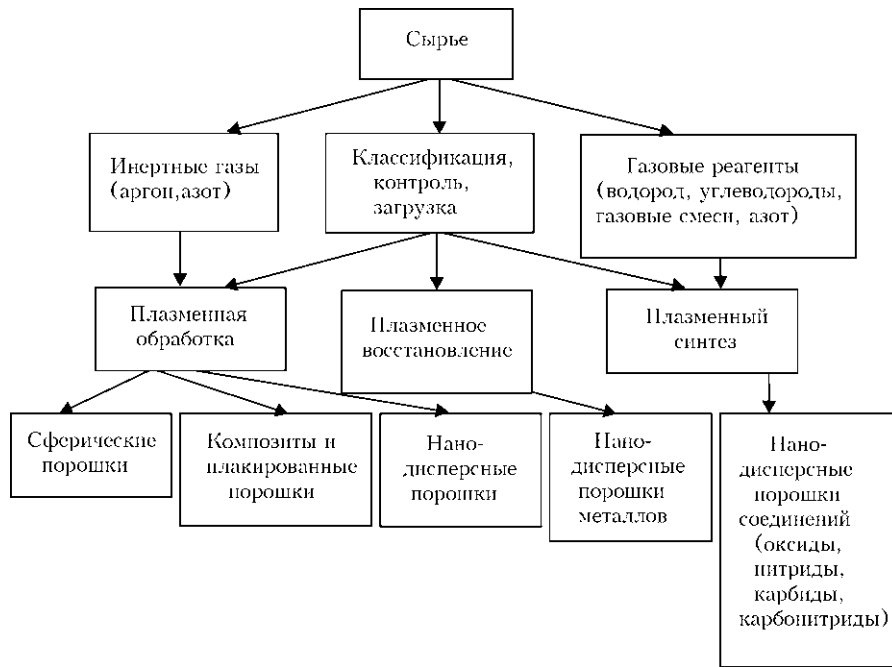 Сырье
Инертные газы
(аргон,азот)
Классификация,
контроль,
загрузка
Газовые реагенты
(водород, углеводороды,
газовые смеси, азот)
Плазменная
обработка
Плазменное
восстановление
Плазменный
синтез
Сферические
порошки
Композиты и
плакированные
порошки
Нано-
дисперсные
порошки
Нано-
дисперсные
порошки
металлов
Нано-
дисперсные
порошки
соединений
(оксиды,
нитриды,
карбиды,
карбонитриды)